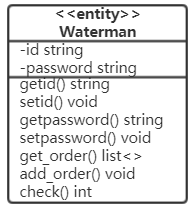 <<entity>>
Waterman
-id string
-password string
getid() string
setid() void
getpassword() string
setpassword() void
get_order() list<>
add_order() void
check() int